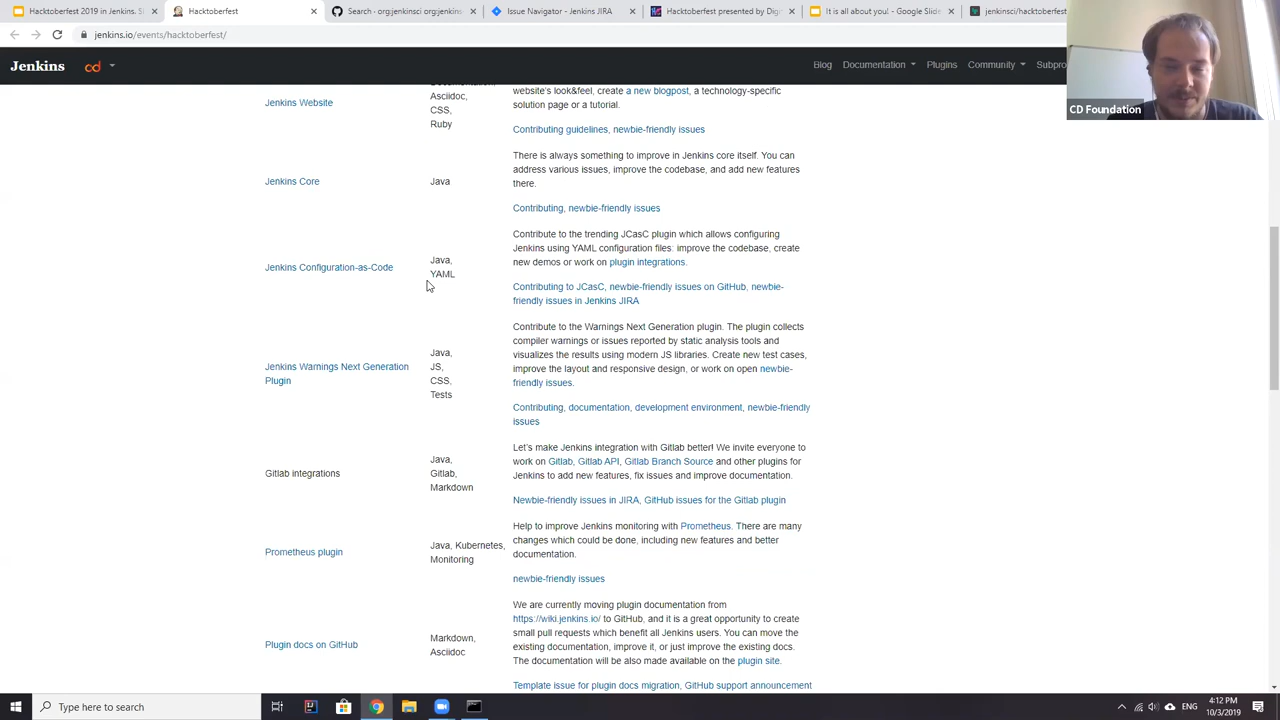 Hacktoberfest 2019 in Jenkins. Sl
Hacktoberfest
Search · org:jenkinsci org:jenkins
Issue Navigator - Jenkins JIRA
Hacktoberfest presented by Digi
It is all about you! - Google Slide
jenkinsci/hacktoberfes
jenkins.io/events/hacktoberfest/
Jenkins
cd
Blog
Documentation
Plugins
Community
Subpro
CD Foundation
Asciidoc,
CSS,
Ruby
Jenkins Website
website's look&feel, create a new blogpost, a technology-specific
solution page or a tutorial.
Contributing guidelines, newbie-friendly issues
Jenkins Core
Java
There is always something to improve in Jenkins core itself. You can
address various issues, improve the codebase, and add new features
there.
Contributing, newbie-friendly issues
Jenkins Configuration-as-Code
Java,
YAML
Contribute to the trending JCasC plugin which allows configuring
Jenkins using YAML configuration files: improve the codebase, create
new demos or work on plugin integrations.
Contributing to JCasC, newbie-friendly issues on GitHub, newbie-
friendly issues in Jenkins JIRA
Jenkins Warnings Next Generation
Plugin
Java,
JS,
CSS,
Tests
Contribute to the Warnings Next Generation plugin. The plugin collects
compiler warnings or issues reported by static analysis tools and
visualizes the results using modern JS libraries. Create new test cases,
improve the layout and responsive design, or work on open newbie-
friendly issues.
Contributing, documentation, development environment, newbie-friendly
issues
Gitlab integrations
Java,
Gitlab,
Markdown
Let's make Jenkins integration with Gitlab better! We invite everyone to
work on Gitlab, Gitlab API, Gitlab Branch Source and other plugins for
Jenkins to add new features, fix issues and improve documentation.
Newbie-friendly issues in JIRA, GitHub issues for the Gitlab plugin
Prometheus plugin
Java, Kubernetes,
Monitoring
Help to improve Jenkins monitoring with Prometheus. There are many
changes which could be done, including new features and better
documentation.
newbie-friendly issues
Plugin docs on GitHub
Markdown,
Asciidoc
We are currently moving plugin documentation from
https://wiki.jenkins.io/ to GitHub, and it is a great opportunity to create
small pull requests which benefit all Jenkins users. You can move the
existing documentation, improve it, or just improve the existing docs.
The documentation will be also made available on the plugin site.
Template issue for plugin docs migration, GitHub support announcement
Type here to search
ENG
4:12 PM
10/3/2019